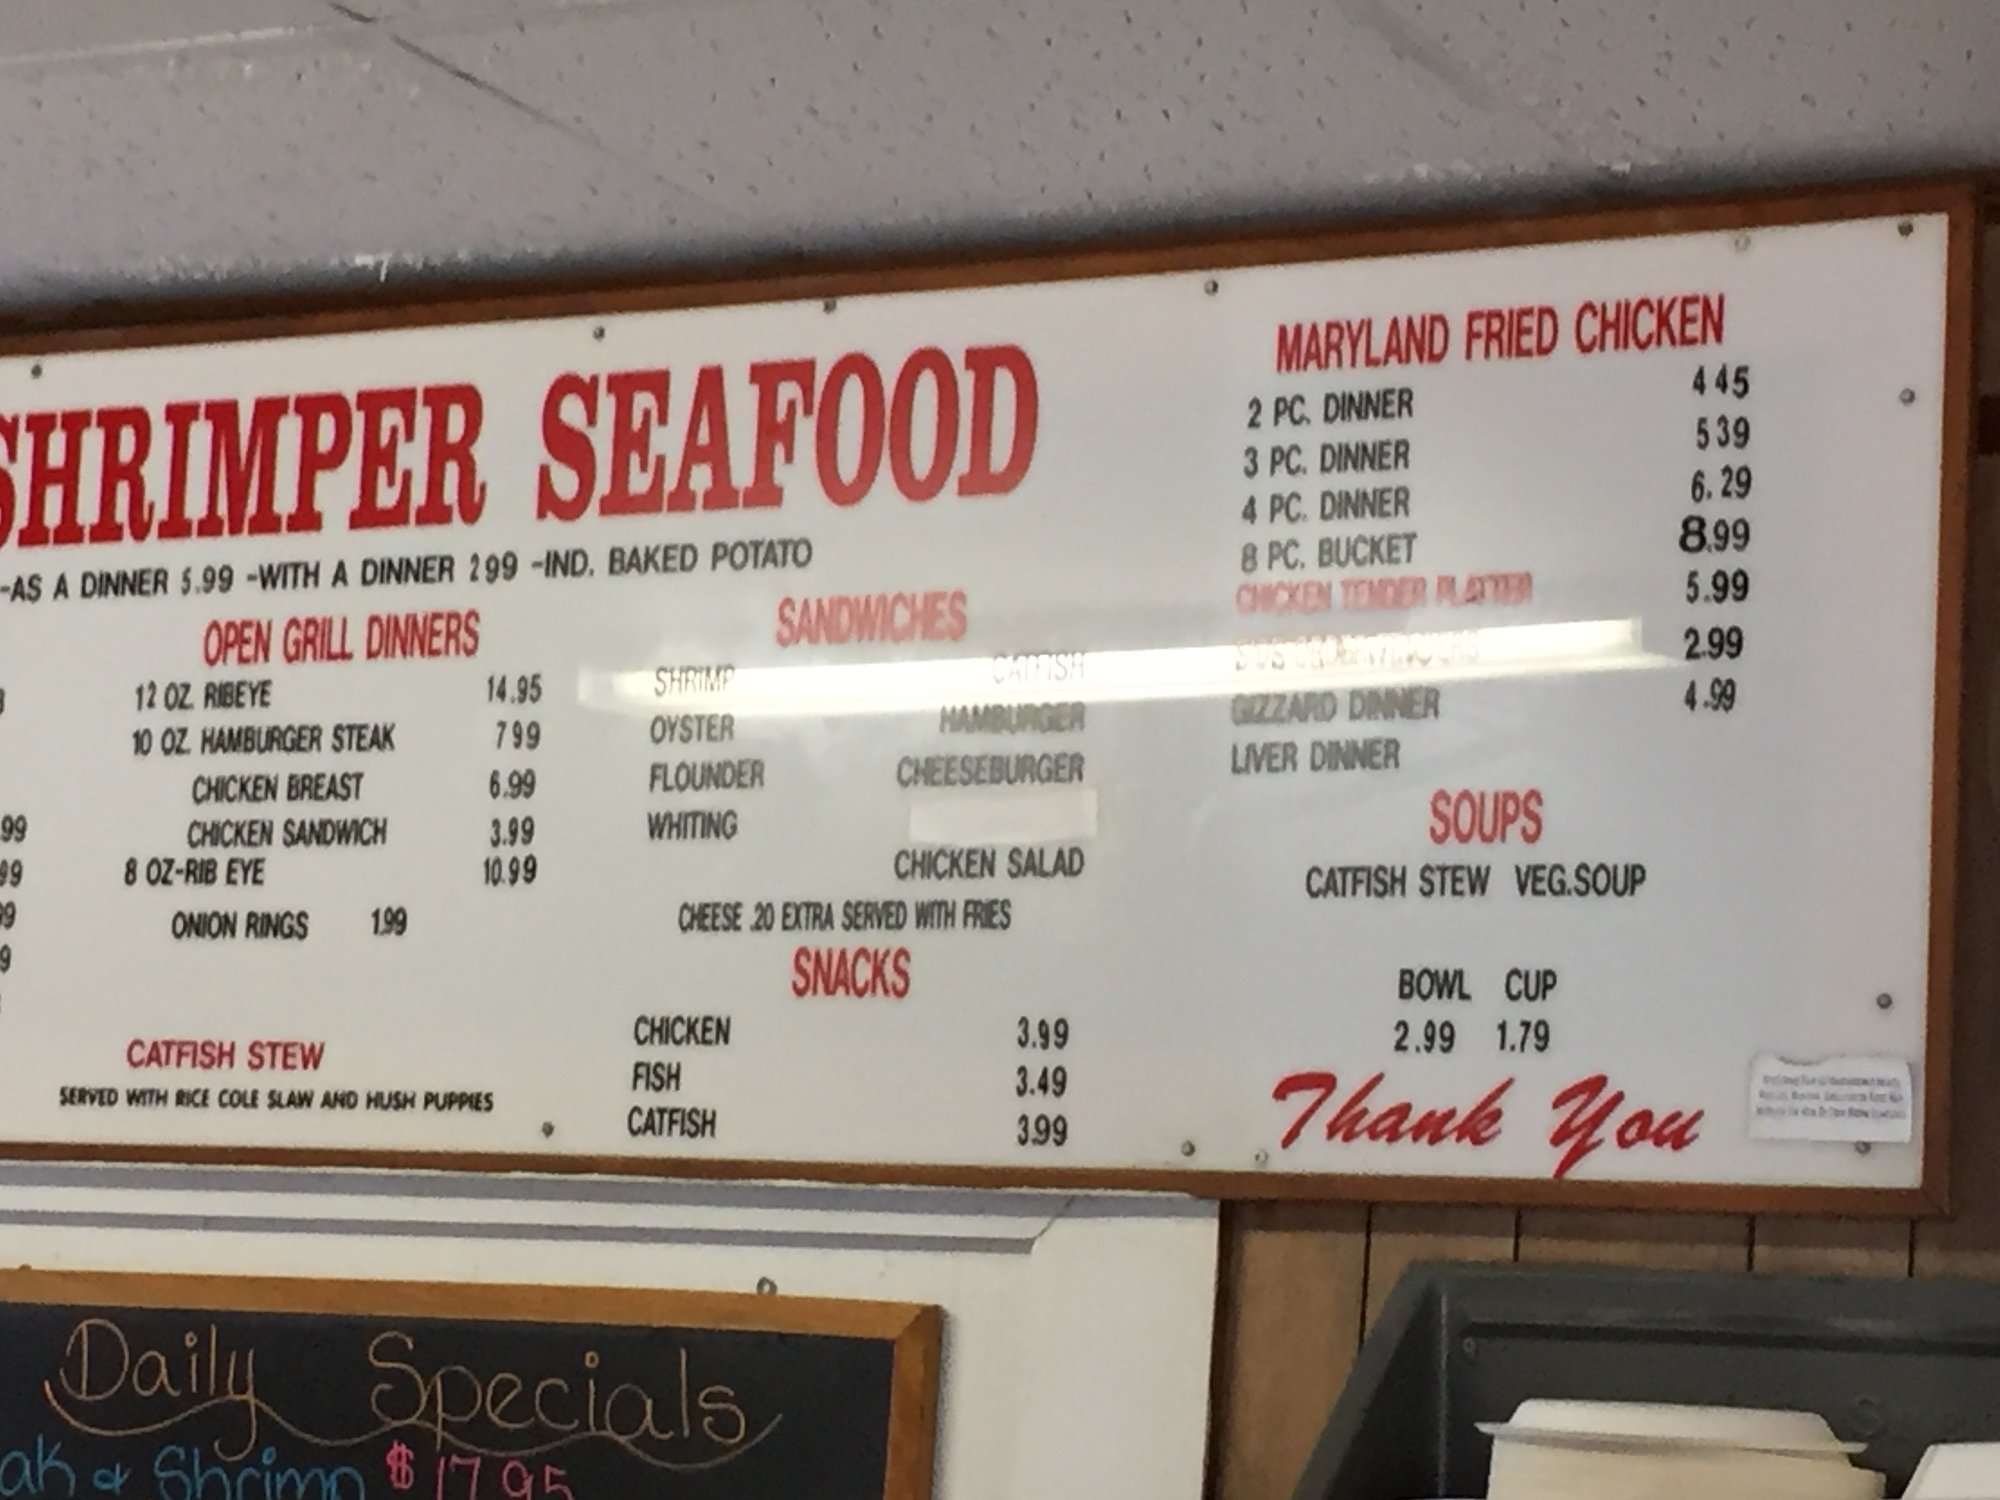 SHRIMPER SEAFOOD
-AS A DINNER 5.99 -WITH A DINNER 2 99 -IND. BAKED POTATO
OPEN GRILL DINNERS
12 OZ. RIBEYE 14.95
10 OZ. HAMBURGER STEAK 7 99
CHICKEN BREAST 6.99
CHICKEN SANDWICH 3.99
8 OZ-RIB EYE 10.99
ONION RINGS 1.99
CATFISH STEW
SERVED WITH RICE COLE SLAW AND HUSH PUPPIES
99
99
99
9
SANDWICHES
SHRIMP CATFISH
OYSTER HAMBURGER
FLOUNDER CHEESEBURGER
WHITING
CHICKEN SALAD
CHEESE .20 EXTRA SERVED WITH FRIES
SNACKS
CHICKEN 3.99
FISH 3.49
CATFISH 3.99
MARYLAND FRIED CHICKEN
2 PC. DINNER 4 45
3 PC. DINNER 5 39
4 PC. DINNER 6.29
8 PC. BUCKET 8.99
CHICKEN TENDER PLATTER 5.99
2.99
GIZZARD DINNER 4.99
LIVER DINNER
SOUPS
CATFISH STEW VEG.SOUP
BOWL CUP
2.99 1.79
Thank You
Daily Specials
ak & Shrimp $17.95